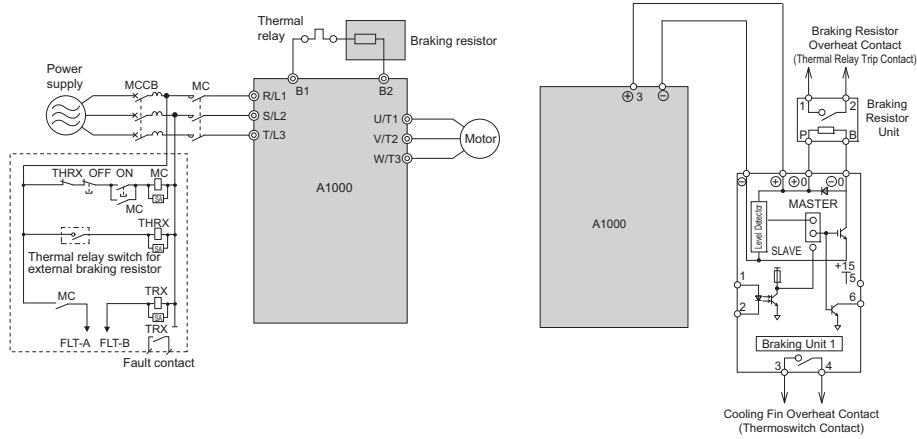 Thermal
relay
Braking resistor
Power
supply
MCCB
MC
B1
B2
R/L1
S/L2
T/L3
U/T1
V/T2
W/T3
Motor
A1000
THRX OFF ON MC
SA
MC
THRX
SA
Thermal relay switch for
external braking resistor
MC
TRX
SA
TRX
FLT-A FLT-B
Fault contact
⊕ 3 ⊖
A1000
Braking Resistor
Overheat Contact
(Thermal Relay Trip Contact)
1 2
Braking
Resistor
Unit
P B
⊖ ⊕ ⊕0 ⊖0
MASTER
Level Detector
SLAVE
+15
5
1
2
6
Braking Unit 1
3 4
Cooling Fin Overheat Contact
(Thermoswitch Contact)